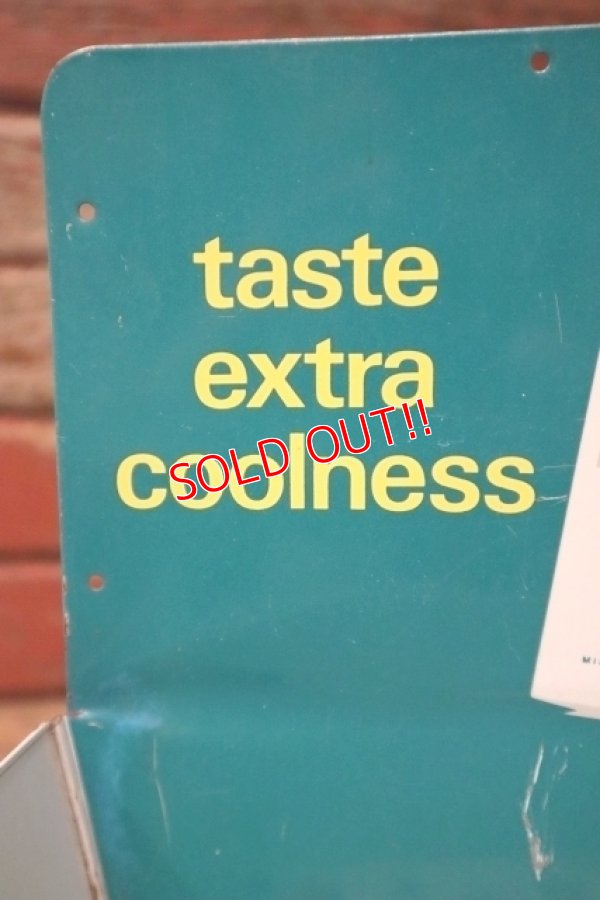 taste
extra
coolness
SOLD OUT!!